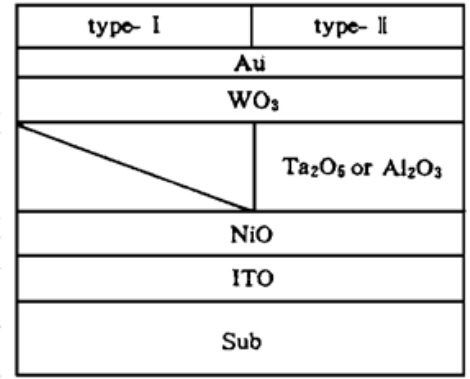 type- I type- II
Au
WO₃
Ta₂O₅ or Al₂O₃
NiO
ITO
Sub